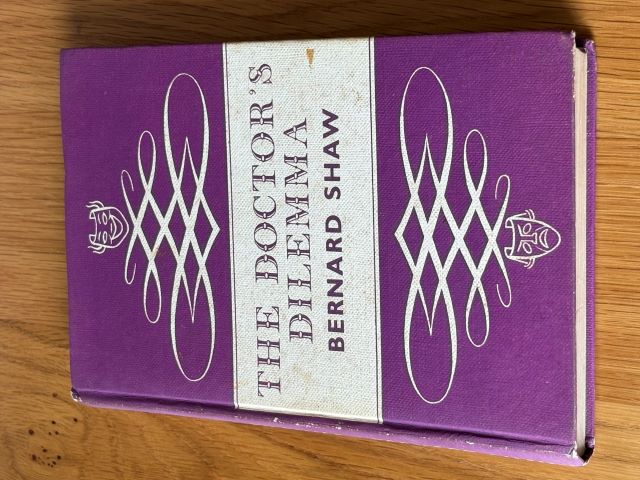 THE DOCTOR'S
DILEMMA
BERNARD SHAW